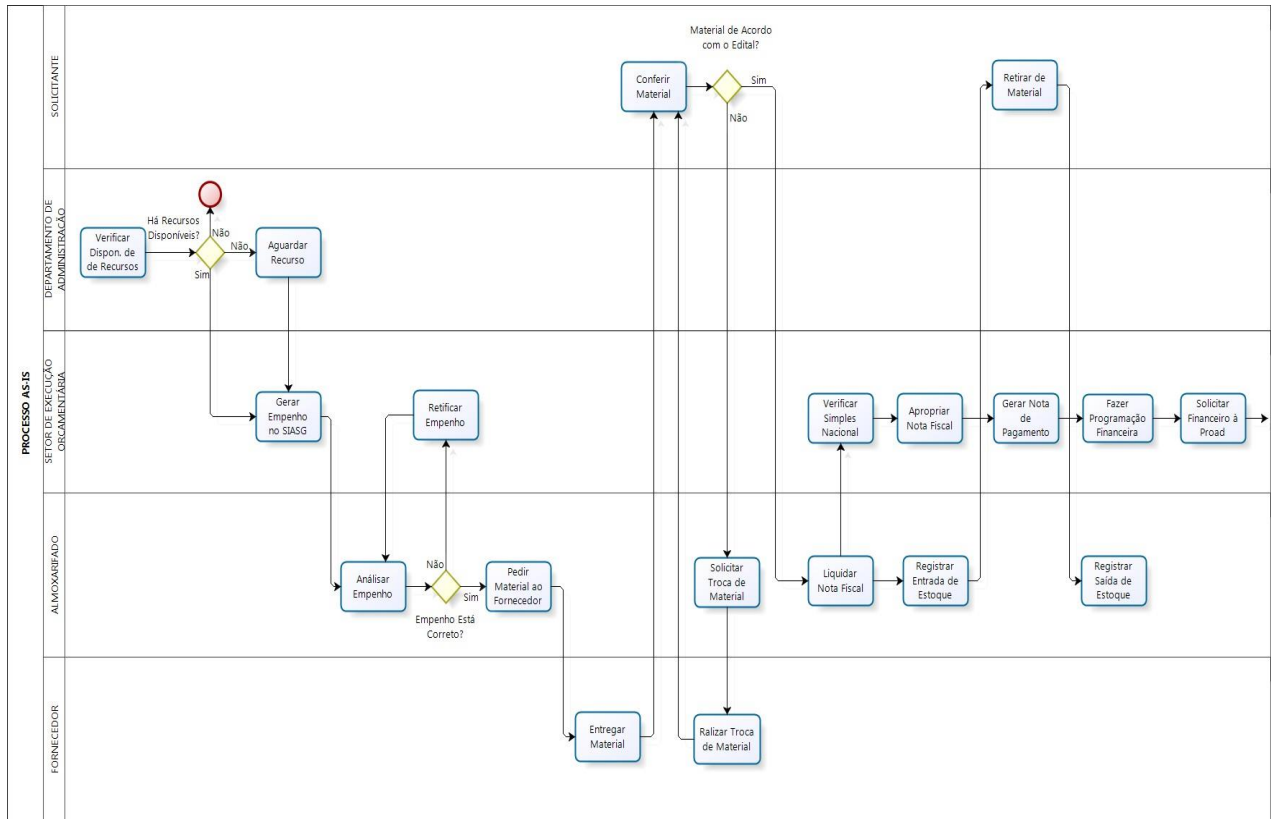 PROCESSO AS-IS
SOLICITANTE
Conferir
Material
Material de Acordo
com o Edital?
Sim
Não
Retirar de
Material
DEPARTAMENTO DE
ADMINISTRAÇÃO
Verificar
Dispon. de
de Recursos
Há Recursos
Disponíveis?
Não
Não
Sim
Aguardar
Recurso
SETOR DE EXECUÇÃO
ORCAMENTÁRIA
Gerar
Empenho
no SIASG
Retificar
Empenho
Verificar
Simples
Nacional
Apropriar
Nota Fiscal
Gerar Nota
de
Pagamento
Fazer
Programação
Financeira
Solicitar
Financeiro à
Proad
ALMOXARIFADO
Análisar
Empenho
Não
Sim
Empenho Está
Correto?
Pedir
Material ao
Fornecedor
Solicitar
Troca de
Material
Liquidar
Nota Fiscal
Registrar
Entrada de
Estoque
Registrar
Saída de
Estoque
FORNECEDOR
Entregar
Material
Ralizar Troca
de Material